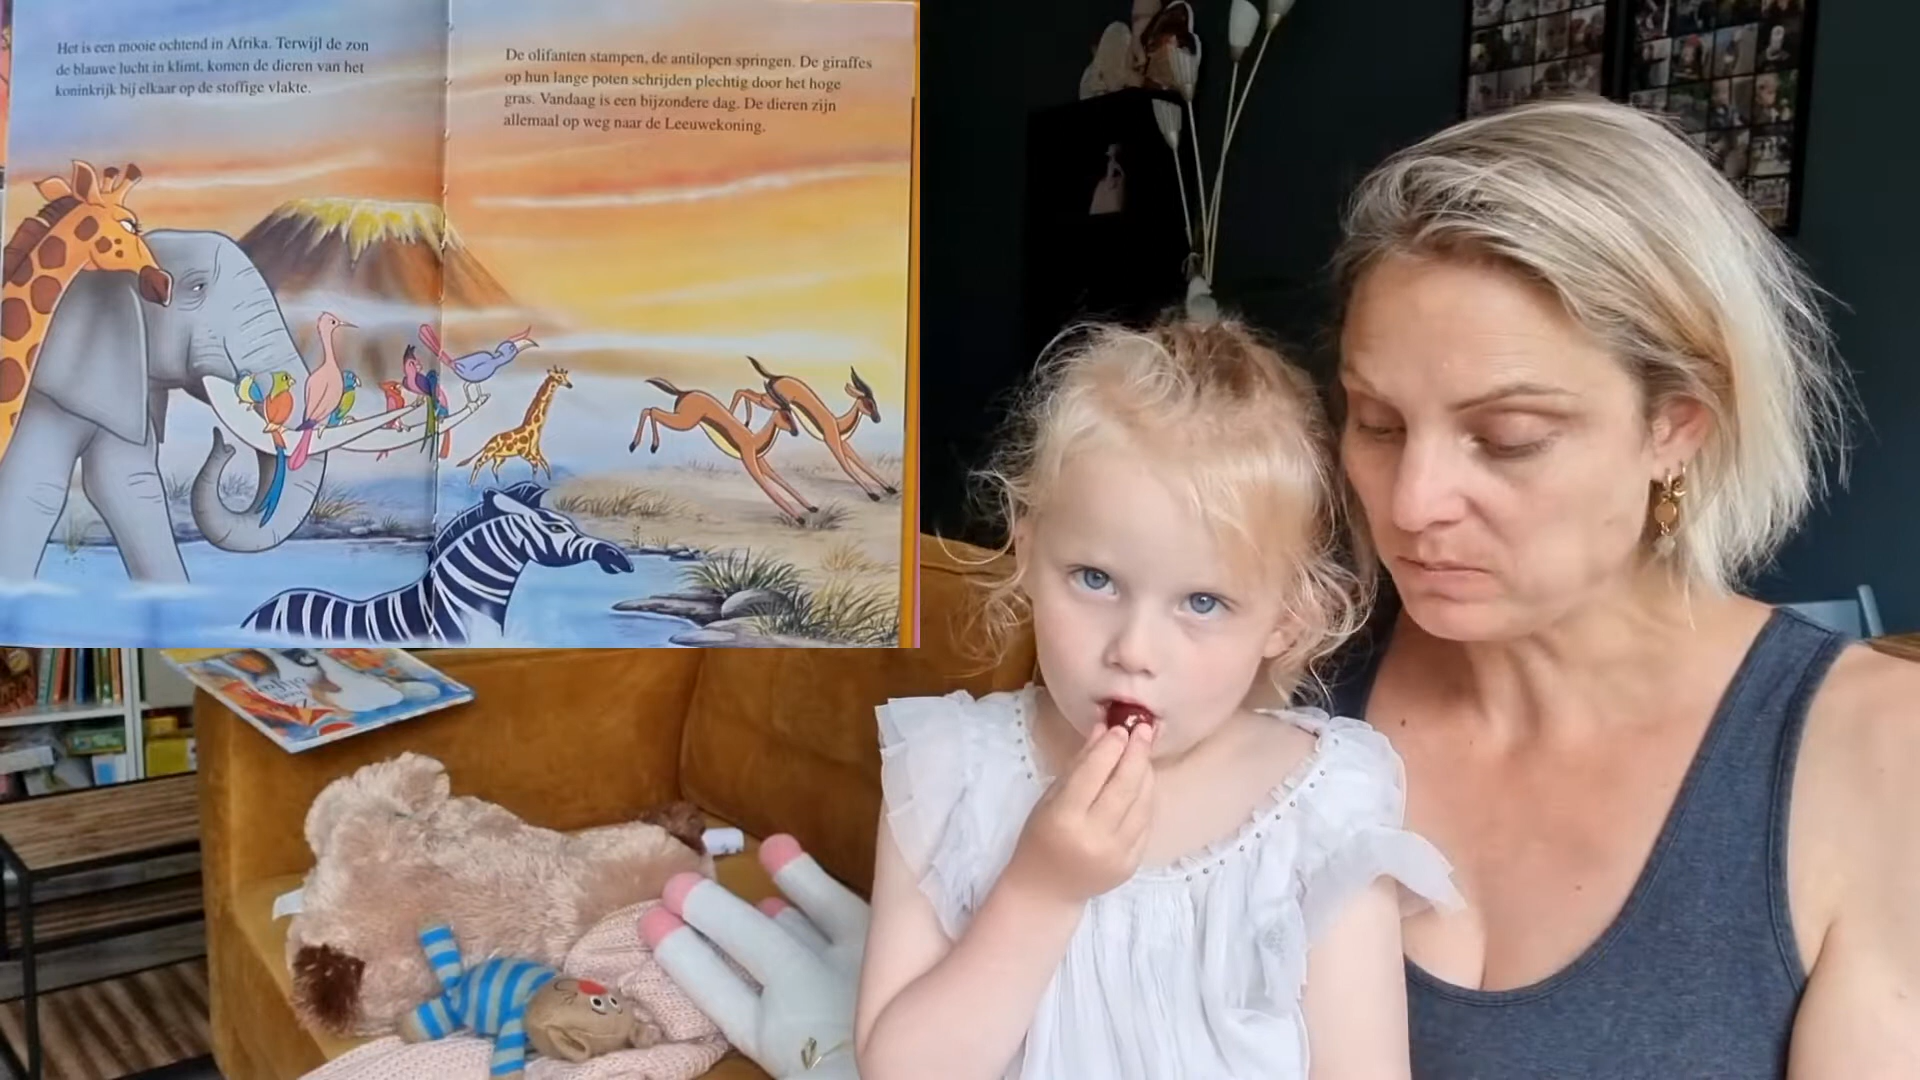 Het is een mooie ochtend in Afrika. Terwijl de zon
de blauwe lucht in klimt, komen de dieren van het
koninkrijk bij elkaar op de stoffige vlakte.
De olifanten stampen, de antilopen springen. De giraffes
op hun lange poten schrijden plechtig door het hoge
gras. Vandaag is een bijzondere dag. De dieren zijn
allemaal op weg naar de Leeuwekoning.